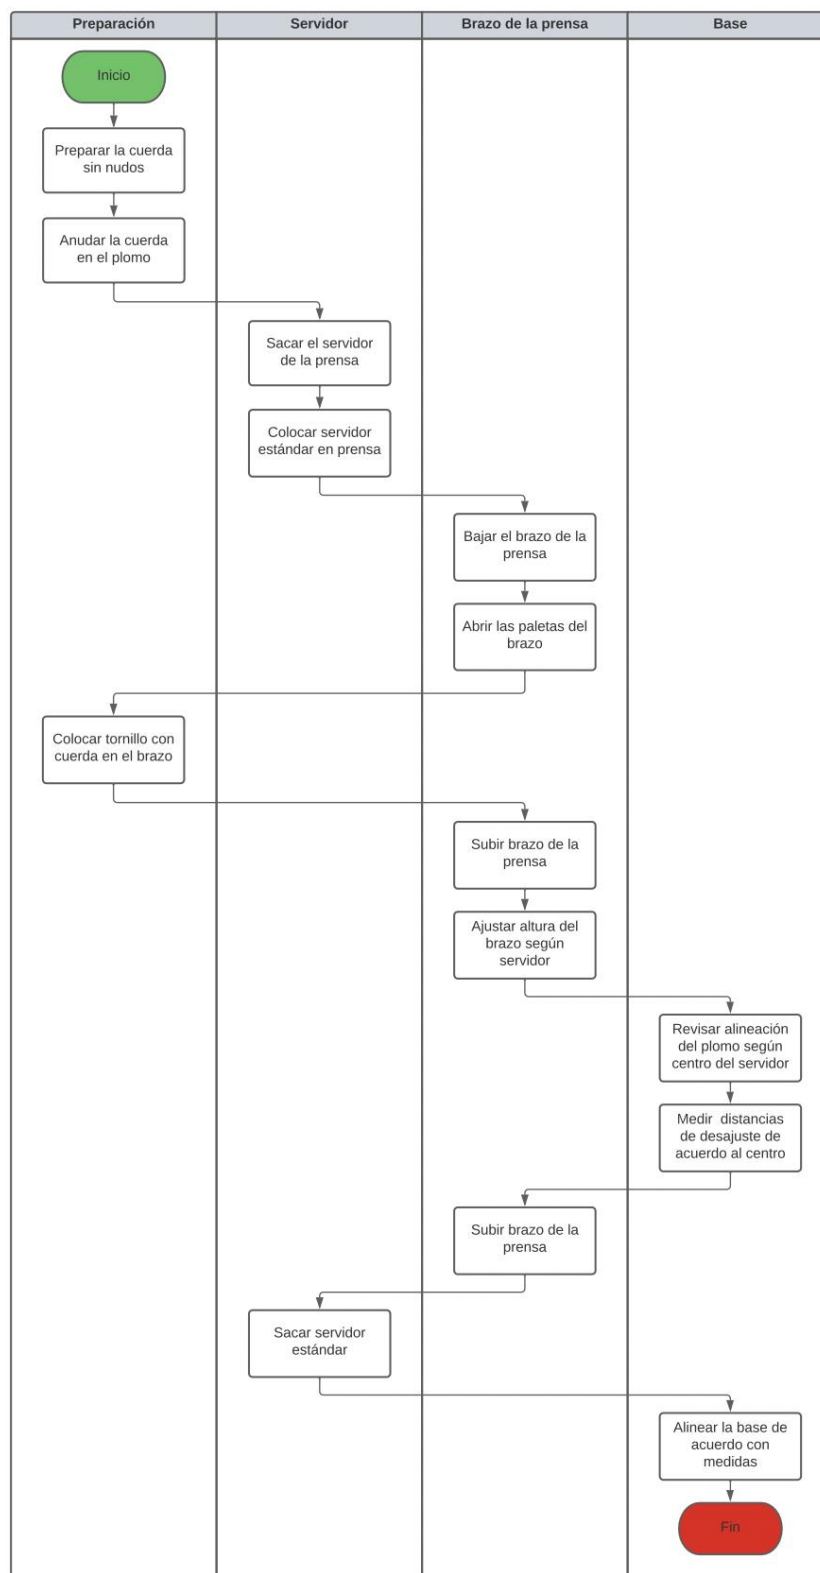 Preparación
Servidor
Brazo de la prensa
Base
Inicio
Preparar la cuerda
sin nudos
Anudar la cuerda
en el plomo
Sacar el servidor
de la prensa
Colocar servidor
estándar en prensa
Bajar el brazo de la
prensa
Abrir las paletas del
brazo
Colocar tornillo con
cuerda en el brazo
Subir brazo de la
prensa
Ajustar altura del
brazo según
servidor
Revisar alineación
del plomo según
centro del servidor
Medir distancias
de desajuste de
acuerdo al centro
Subir brazo de la
prensa
Sacar servidor
estándar
Alinear la base de
acuerdo con
medidas
Fin